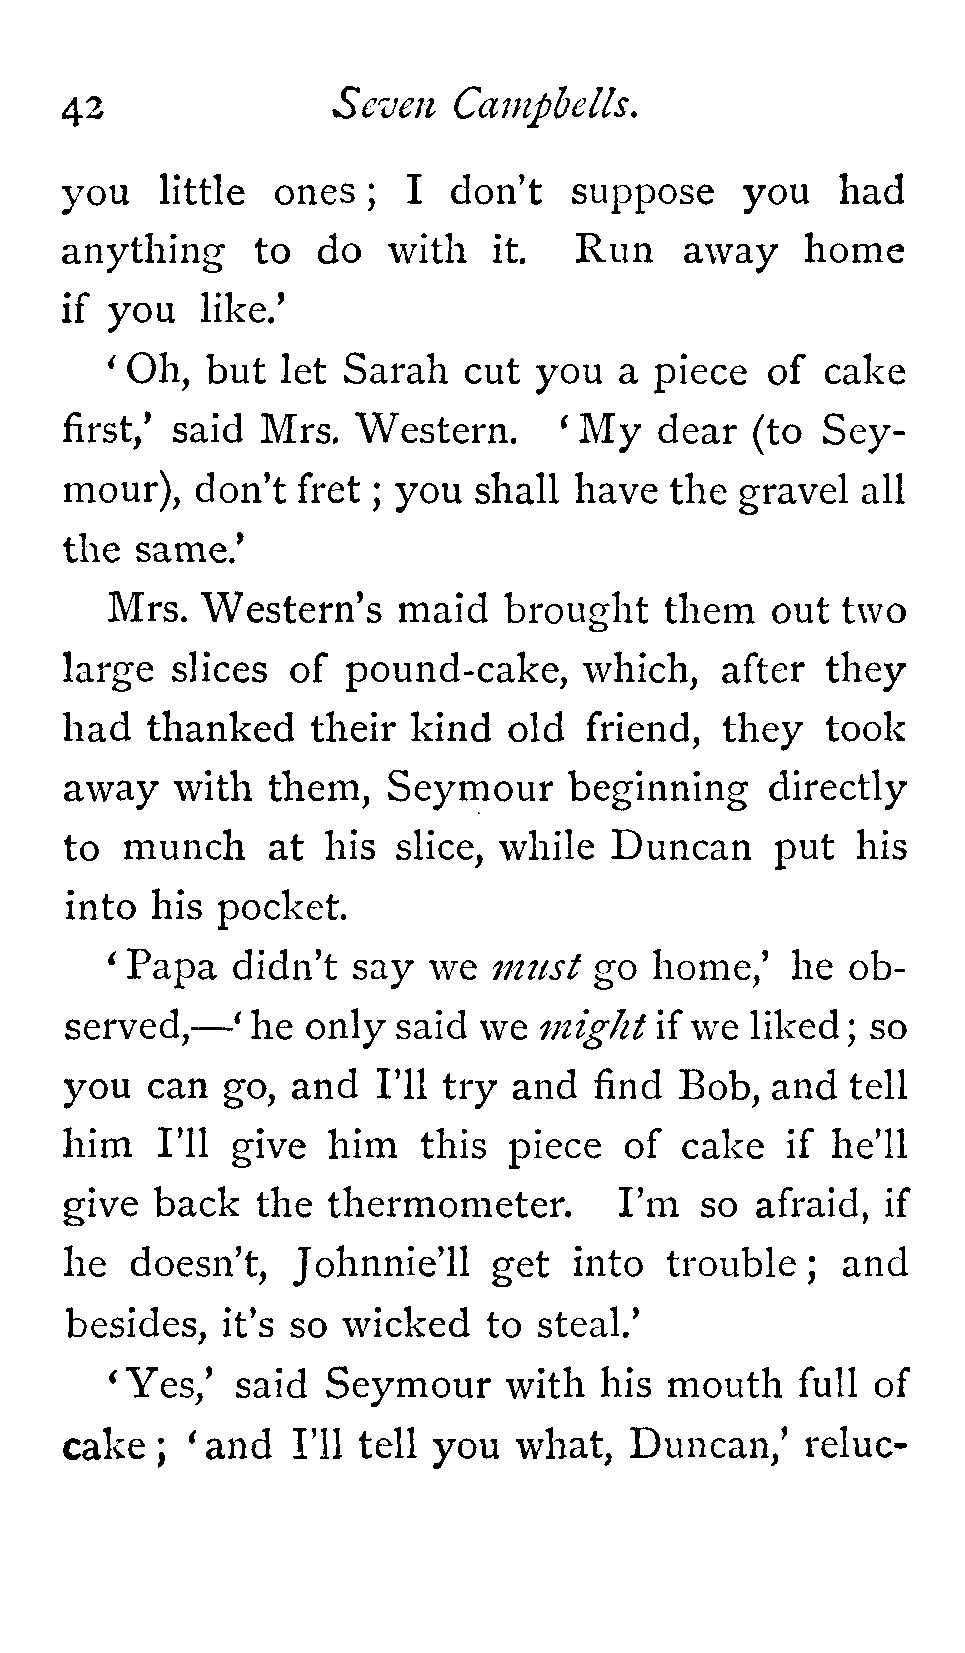 42 Seven Campbells.
you little ones ; I don't suppose you had
anything to do with it. Run away home
if you like.'
‘ Oh, but let Sarah cut you a piece of cake
first,' said Mrs. Western. ‘ My dear (to Sey-
mour), don't fret ; you shall have the gravel all
the same.'
Mrs. Western's maid brought them out two
large slices of pound-cake, which, after they
had thanked their kind old friend, they took
away with them, Seymour beginning directly
to munch at his slice, while Duncan put his
into his pocket.
‘ Papa didn't say we must go home,' he ob-
served,—‘ he only said we might if we liked ; so
you can go, and I'll try and find Bob, and tell
him I'll give him this piece of cake if he'll
give back the thermometer. I'm so afraid, if
he doesn't, Johnnie'll get into trouble ; and
besides, it's so wicked to steal.'
‘ Yes,' said Seymour with his mouth full of
cake ; ‘ and I'll tell you what, Duncan,' reluc-